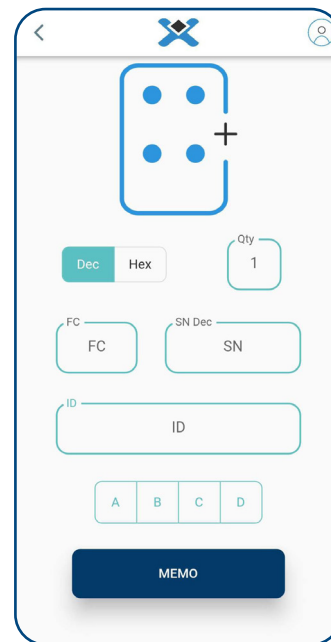 Dec Hex
Qty
1
FC
FC
SN Dec
SN
ID
ID
A B C D
MEMO